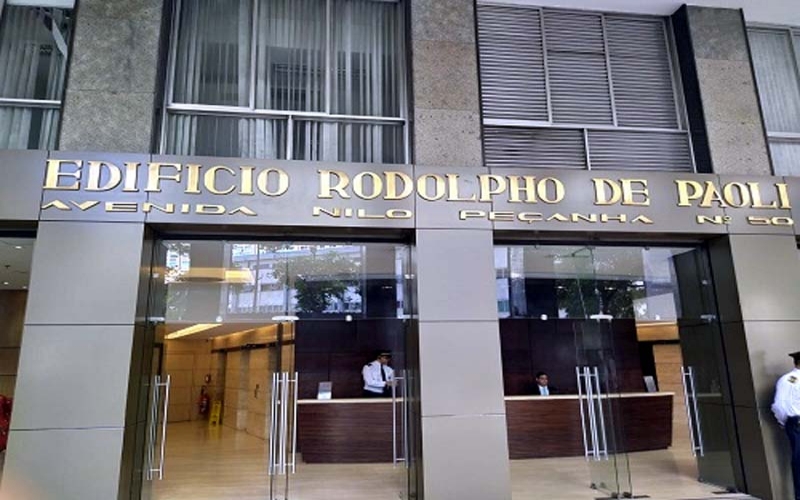 EDIFICIO RODOLPHO DE PAOLI
AVENIDA NILO PEÇANHA Nº 50